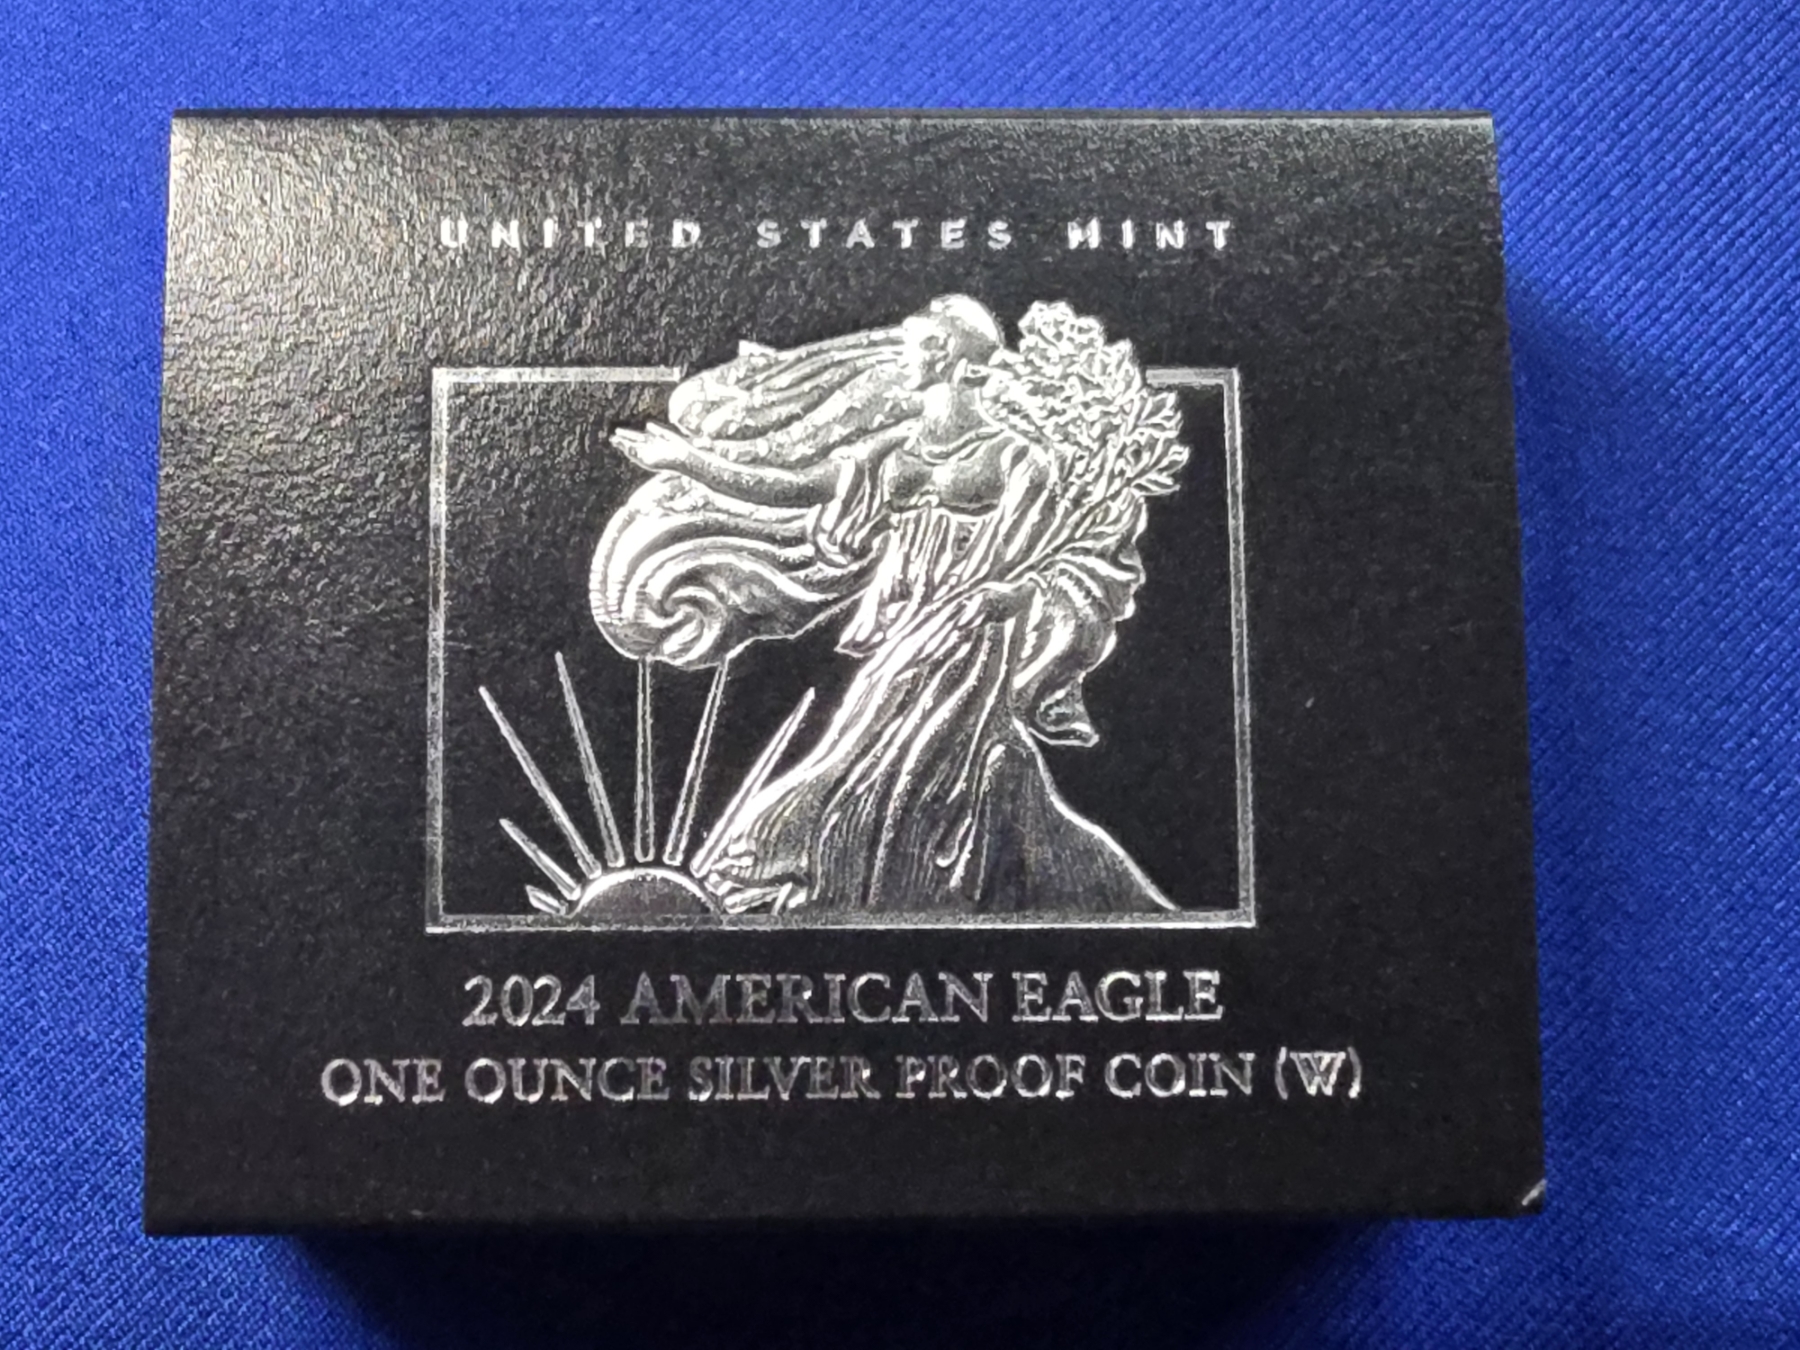 UNITED STATES MINT
2024 AMERICAN EAGLE
ONE OUNCE SILVER PROOF COIN (W)